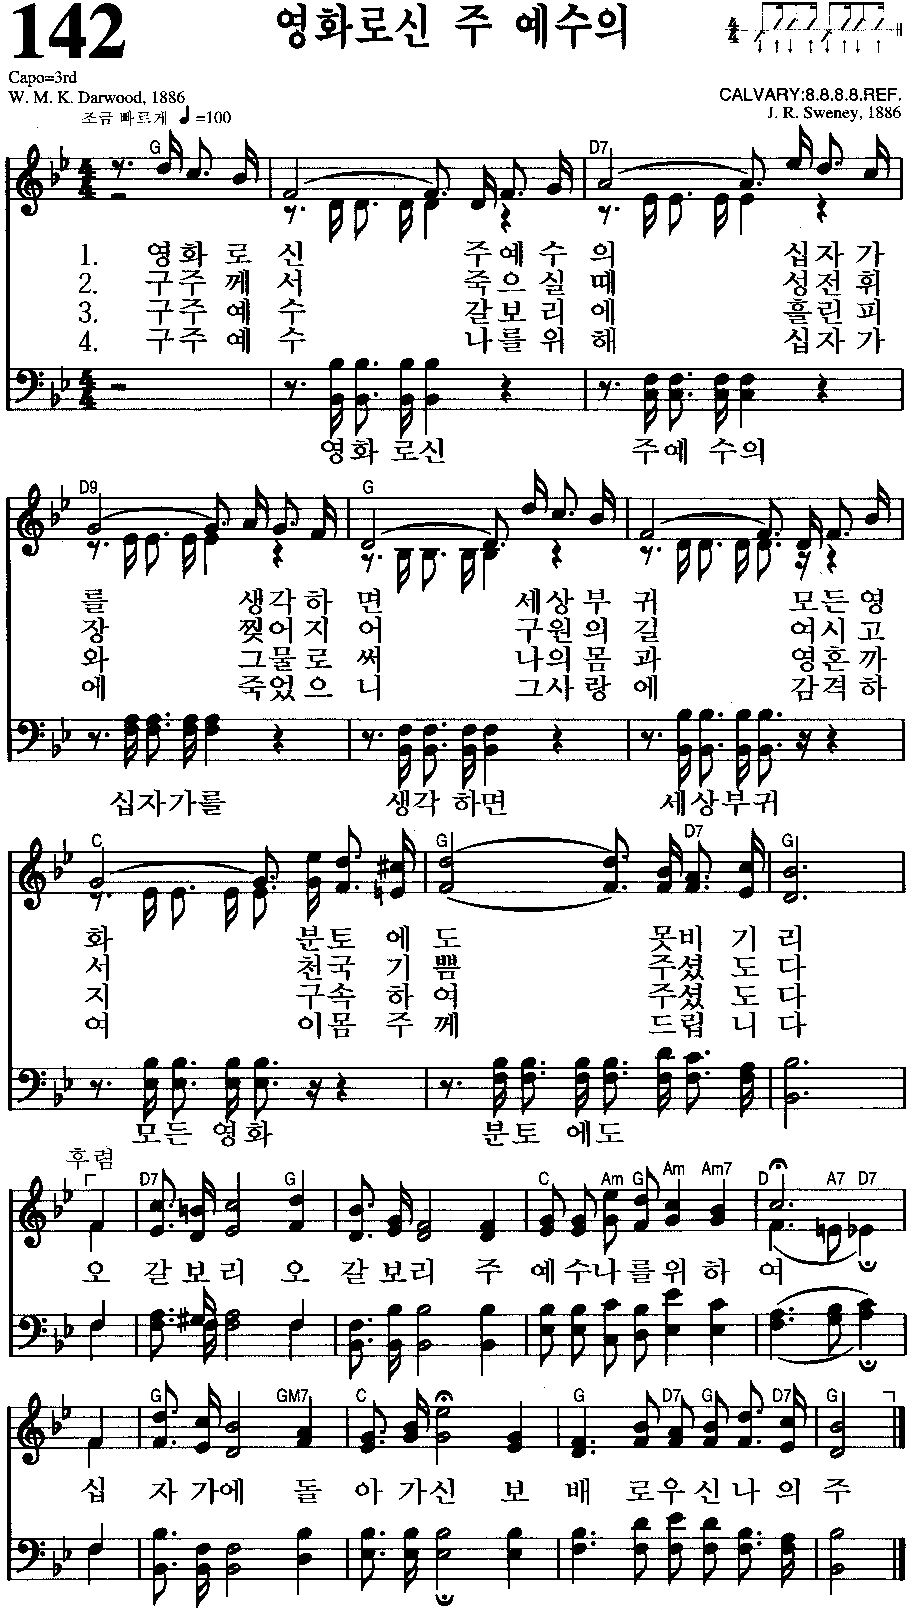 142 영화로신 주 예수의
Capo=3rd
W. M. K. Darwood, 1886 CALVARY:8.8.8.8.REF.
조금 빠르게 ♩=100 J. R. Sweney, 1886
G D7
1. 영화로신 주예수의 십자가
2. 구주께서 죽으실때 성전휘
3. 구주예수 갈보리에 흘린피
4. 구주예수 나를위해 십자가
영화 로신 주예 수의
D9 G
를 생각하면 세상부귀 모든영
장 찢어지어 구원의길 여시고
와 그물로써 나의몸과 영혼까
에 죽었으니 그사랑에 감격하
십자가를 생각 하면 세상부귀
C G D7 G
화 분토에도 못비기리
서 천국기쁨 주셨도다
지 구속하여 주셨도다
여 이몸주께 드립니다
모든 영화 분토 에도
후렴
D7 G C Am G Am Am7 D A7 D7
오 갈보리 오 갈보리 주 예수나를위하여
G GM7 C G D7 G D7 G
십 자가에 돌아가신 보배로우신나의주